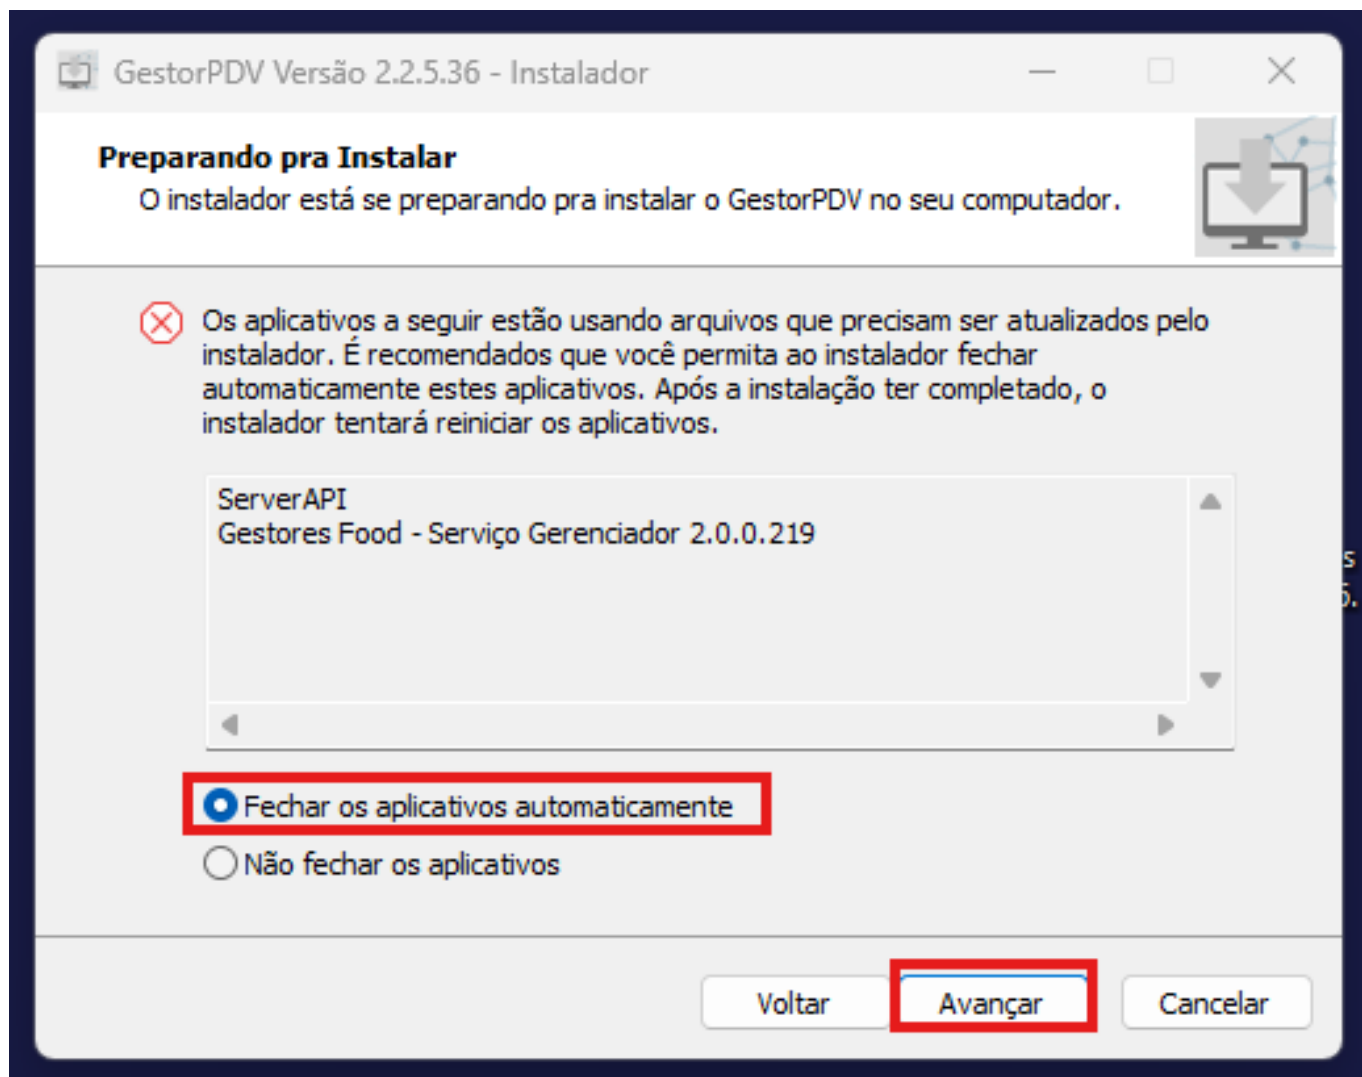 GestorPDV Versão 2.2.5.36 - Instalador
Preparando pra Instalar
O instalador está se preparando pra instalar o GestorPDV no seu computador.
Os aplicativos a seguir estão usando arquivos que precisam ser atualizados pelo
instalador. É recomendados que você permita ao instalador fechar
automaticamente estes aplicativos. Após a instalação ter completado, o
instalador tentará reiniciar os aplicativos.
ServerAPI
Gestores Food - Serviço Gerenciador 2.0.0.219
s
Fechar os aplicativos automaticamente
Não fechar os aplicativos
Voltar
Avançar
Cancelar